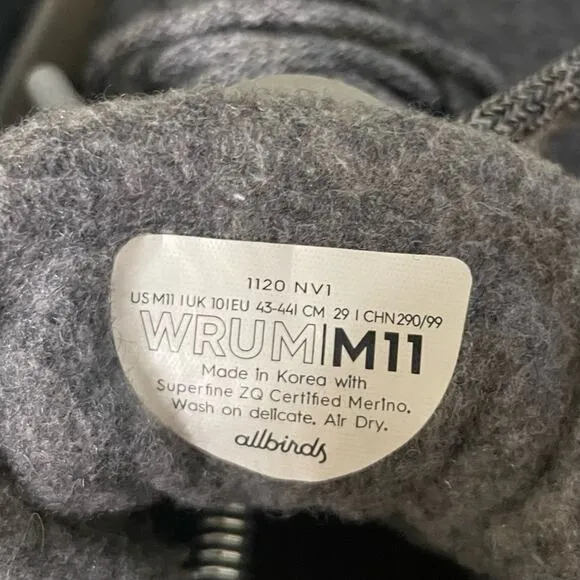 1120 NV1
US M11 | UK 10 | EU 43-44 | CM 29 | CHN 290/99
WRUM|M11
Made in Korea with
Superfine ZQ Certified Merino.
Wash on delicate. Air Dry.
allbirds